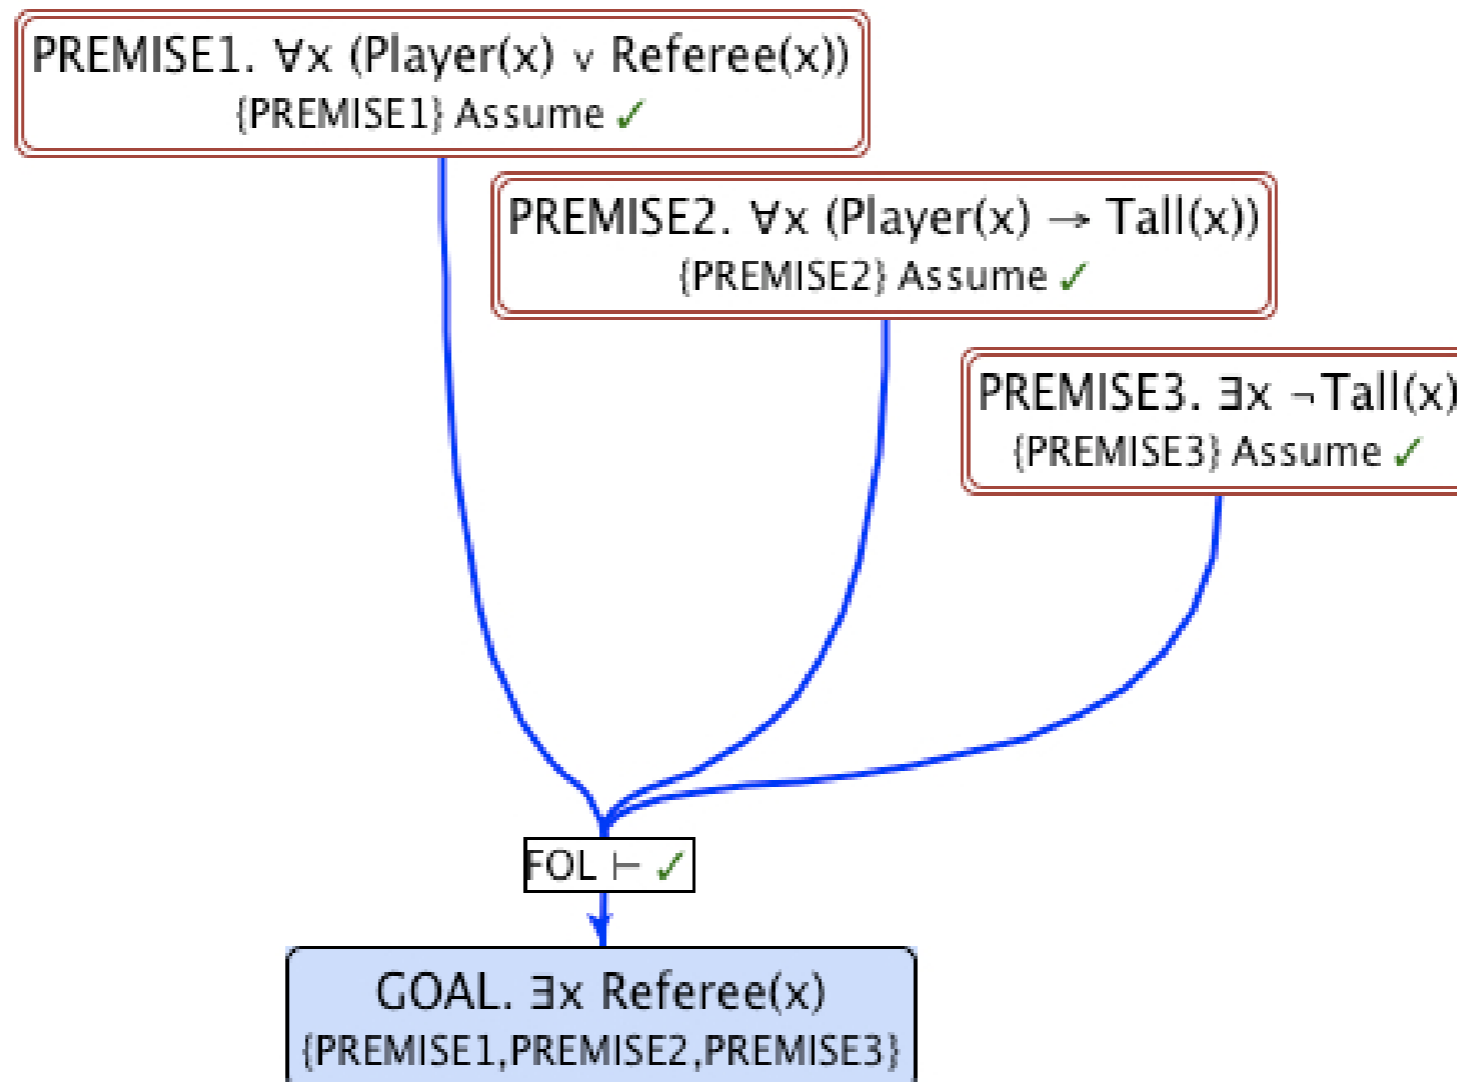 PREMISE1. ∀x (Player(x) ∨ Referee(x))
{PREMISE1} Assume ✓
PREMISE2. ∀x (Player(x) → Tall(x))
{PREMISE2} Assume ✓
PREMISE3. ∃x ¬Tall(x)
{PREMISE3} Assume ✓
FOL ⊢ ✓
GOAL. ∃x Referee(x)
{PREMISE1,PREMISE2,PREMISE3}